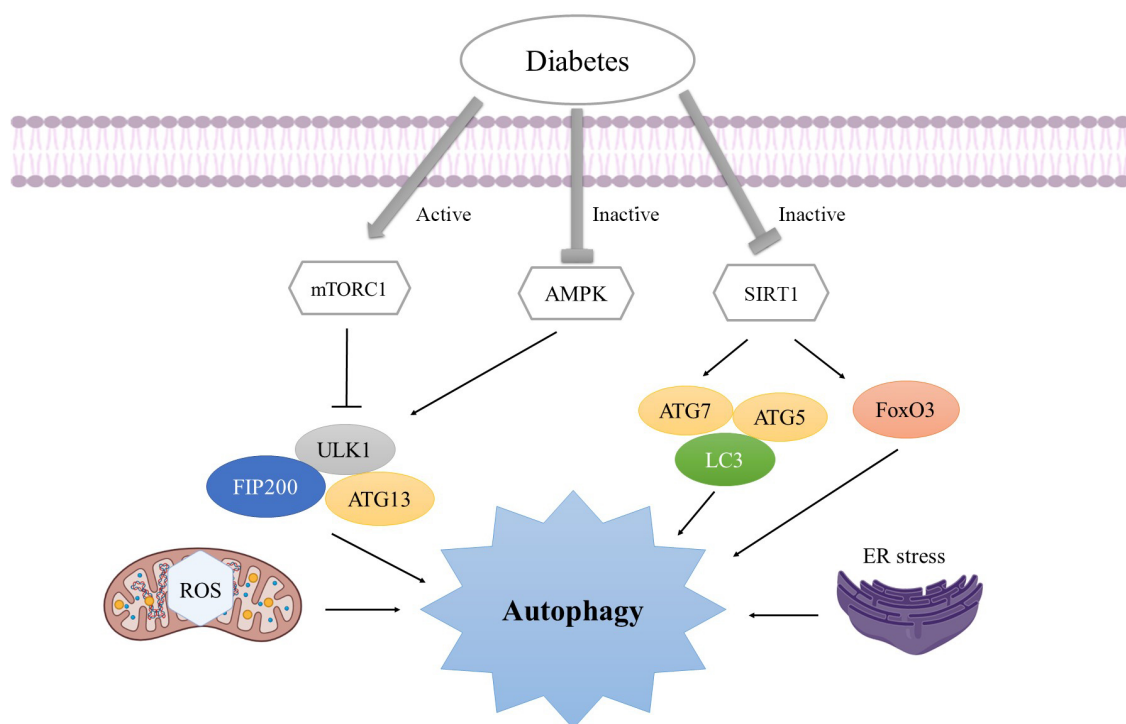 Diabetes
Active
Inactive
Inactive
mTORC1
AMPK
SIRT1
ATG7
ATG5
FoxO3
ULK1
LC3
FIP200
ATG13
ER stress
ROS
Autophagy